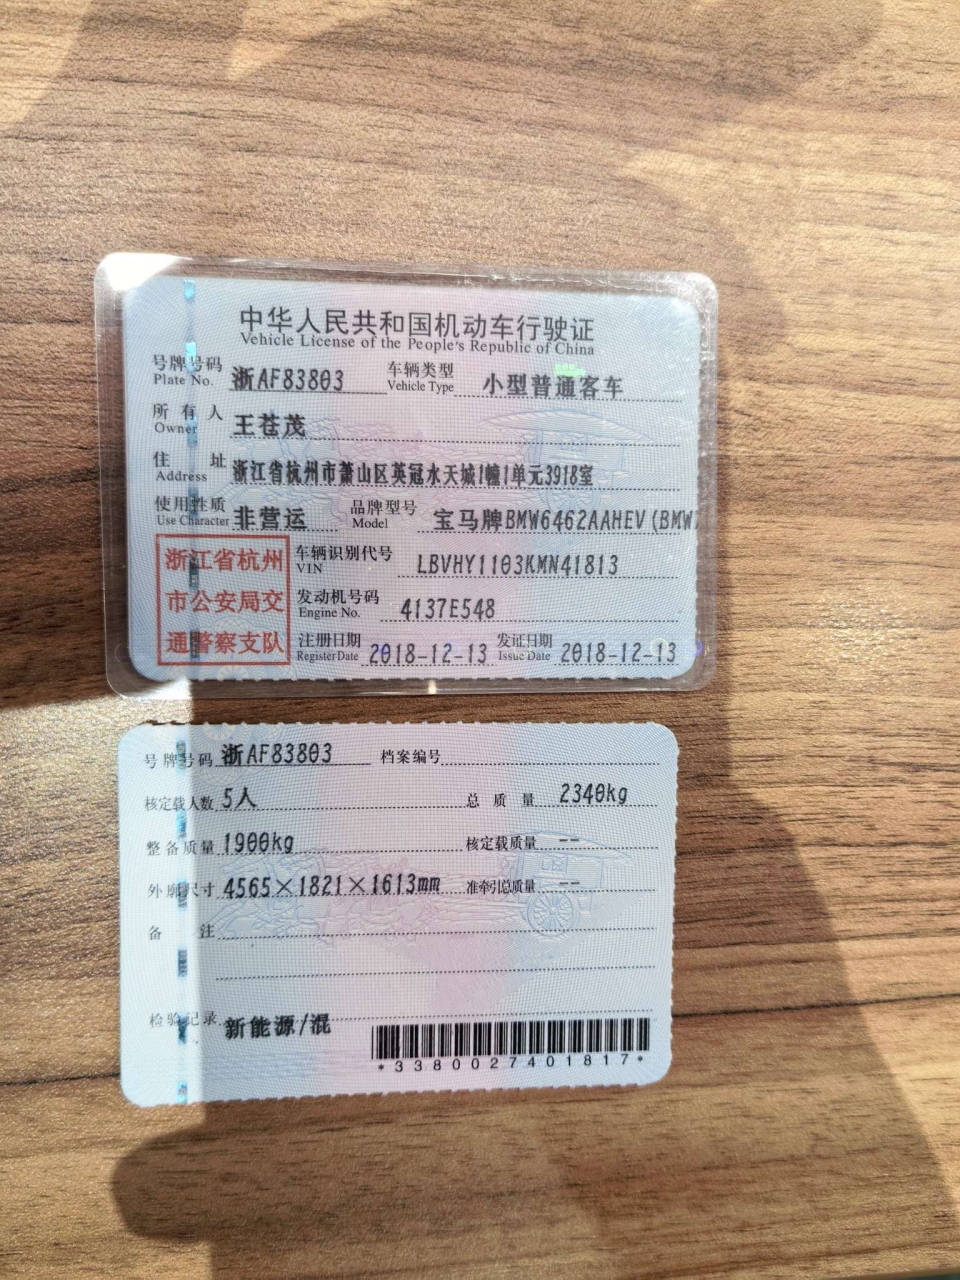 中华人民共和国机动车行驶证
Vehicle License of the People's Republic of China
号牌号码 浙AF83803 车辆类型 小型普通客车
Plate No. Vehicle Type
所有人 王苍茂
Owner
住址 浙江省杭州市萧山区英冠水天城1幢1单元3918室
Address
使用性质 非营运 品牌型号 宝马牌BMW6462AAHEV(BMW
Use Character Model
浙江省杭州
市公安局交
通警察支队
车辆识别代号 LBVHY1103KMN41813
VIN
发动机号码 4137E548
Engine No.
注册日期 2018-12-13 发证日期 2018-12-13
Register Date Issue Date
号牌号码 浙AF83803 档案编号
核定载人数 5人 总质量 2340kg
整备质量 1900kg 核定载质量 --
外廓尺寸 4565×1821×1613mm 准牵引总质量 --
备注
检验记录 新能源/混
*3380027401817*